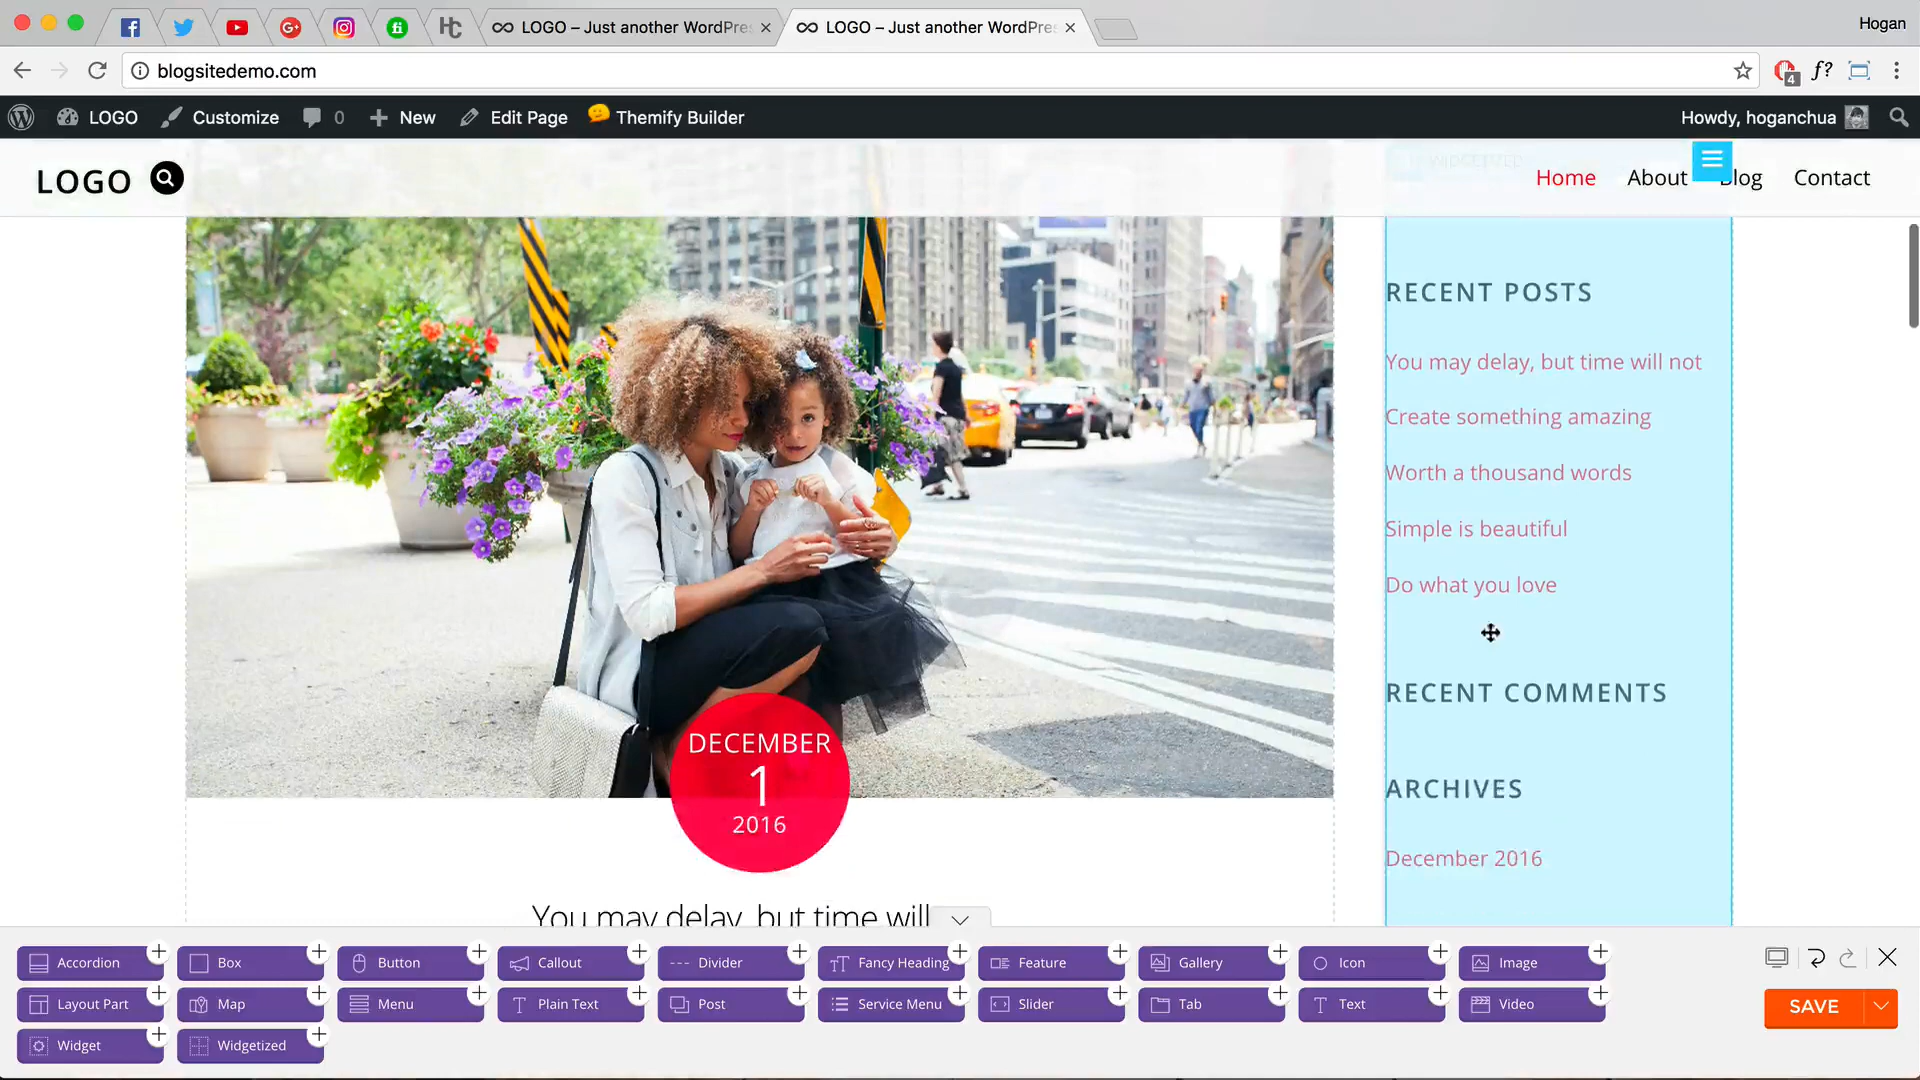 Hogan
LOGO – Just another WordPres
LOGO – Just another WordPres
blogsitedemo.com
4
f?
LOGO
Customize
0
New
Edit Page
Themify Builder
Howdy, hoganchua
LOGO
WIDGETIZED
Home
About
Blog
Contact
RECENT POSTS
You may delay, but time will not
Create something amazing
Worth a thousand words
Simple is beautiful
Do what you love
RECENT COMMENTS
ARCHIVES
December 2016
DECEMBER
1
2016
You may delay, but time will
Accordion
Box
Button
Callout
Divider
Fancy Heading
Feature
Gallery
Icon
Image
Layout Part
Map
Menu
Plain Text
Post
Service Menu
Slider
Tab
Text
Video
Widget
Widgetized
SAVE